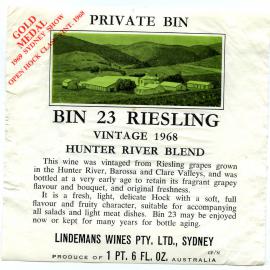 PRIVATE BIN
GOLD
MEDAL
1969 SYDNEY SHOW
OPEN HOCK CLASS INT. 1968
BIN 23 RIESLING
VINTAGE 1968
HUNTER RIVER BLEND
This wine was vintaged from Riesling grapes grown
in the Hunter River, Barossa and Clare Valleys, and was
bottled at a very early age to retain its fragrant grapey
flavour and bouquet, and original freshness.
It is a fresh, light, delicate Hock with a soft, full
flavour and fruity character, suitable for accompanying
all salads and light meat dishes. Bin 23 may be enjoyed
now or kept for many years for bottle aging.
LINDEMANS WINES PTY. LTD., SYDNEY
PRODUCE OF 1 PT. 6 FL. OZ. AUSTRALIA